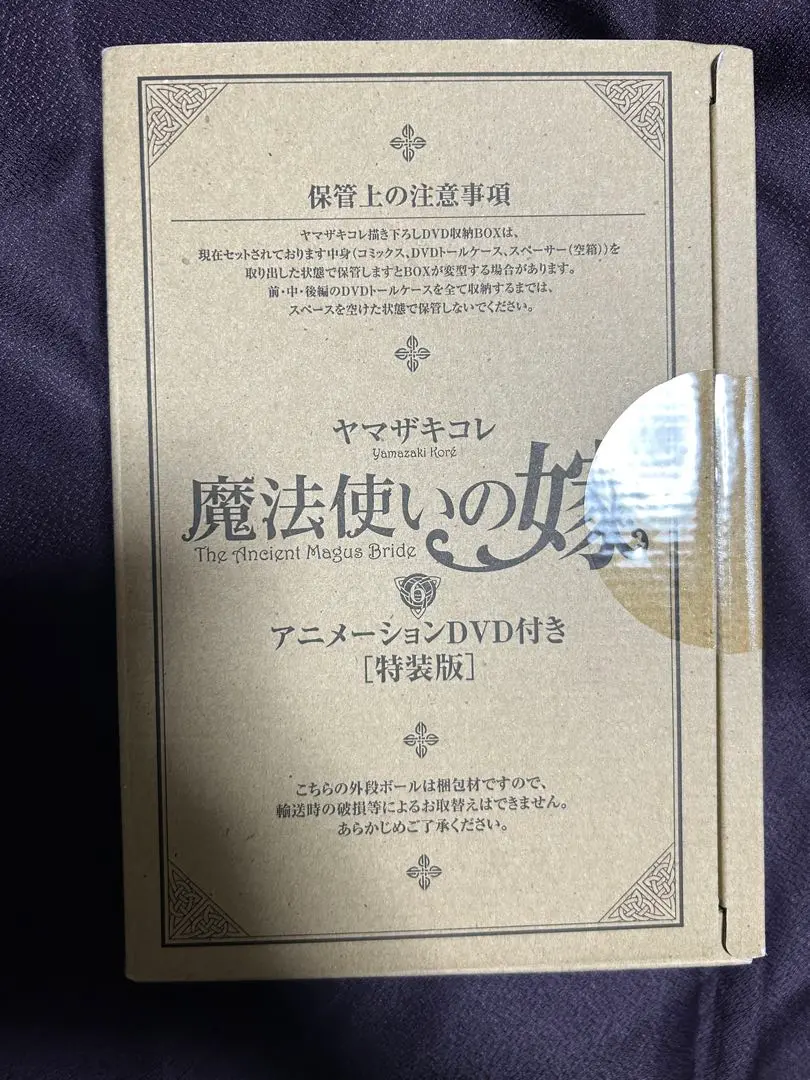 保管上の注意事項
ヤマザキコレ描き下ろしDVD収納BOXは、
現在セットされております中身(コミックス、DVDトールケース、スペーサー(空箱))を
取り出した状態で保管しますとBOXが変型する場合があります。
前・中・後編のDVDトールケースを全て収納するまでは、
スペースを空けた状態で保管しないでください。
ヤマザキコレ
Yamazaki Koré
魔法使いの嫁
The Ancient Magus Bride
6
アニメーションDVD付き
[特装版]
こちらの外段ボールは梱包材ですので、
輸送時の破損等によるお取替えはできません。
あらかじめご了承ください。